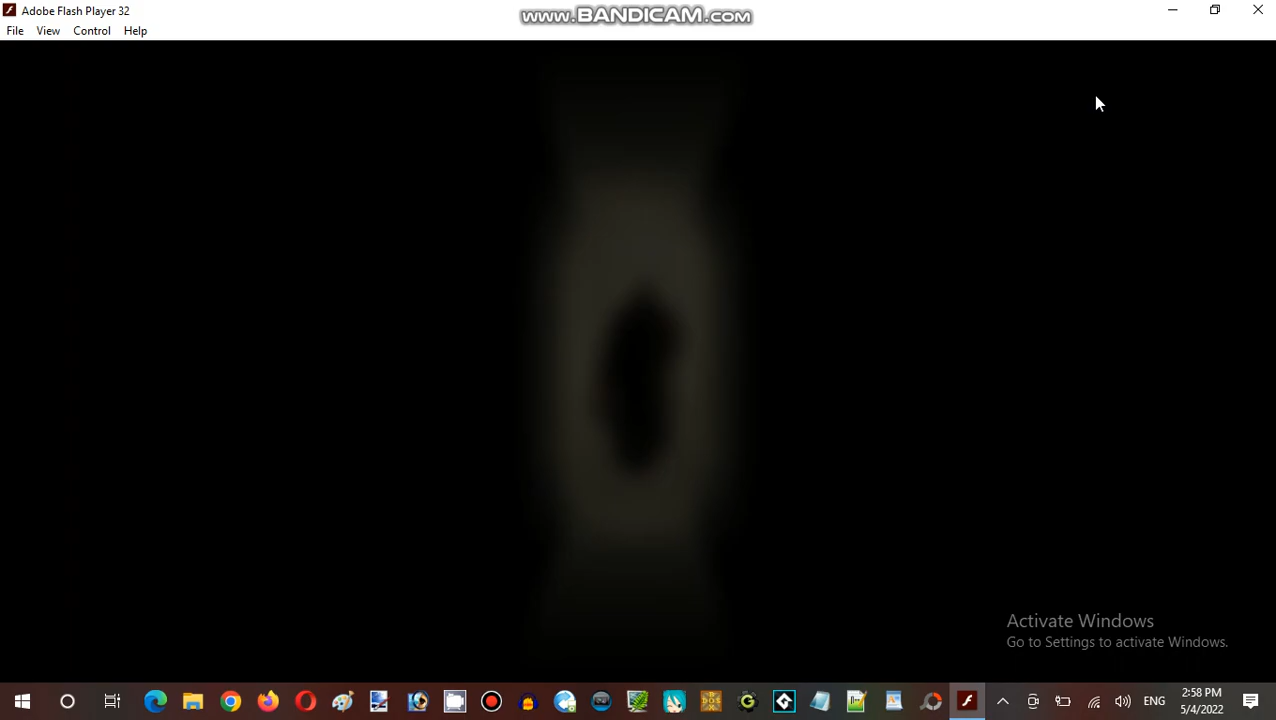 Adobe Flash Player 32
www.BANDICAM.com
File View Control Help
Activate Windows
Go to Settings to activate Windows.
ENG
2:58 PM
5/4/2022